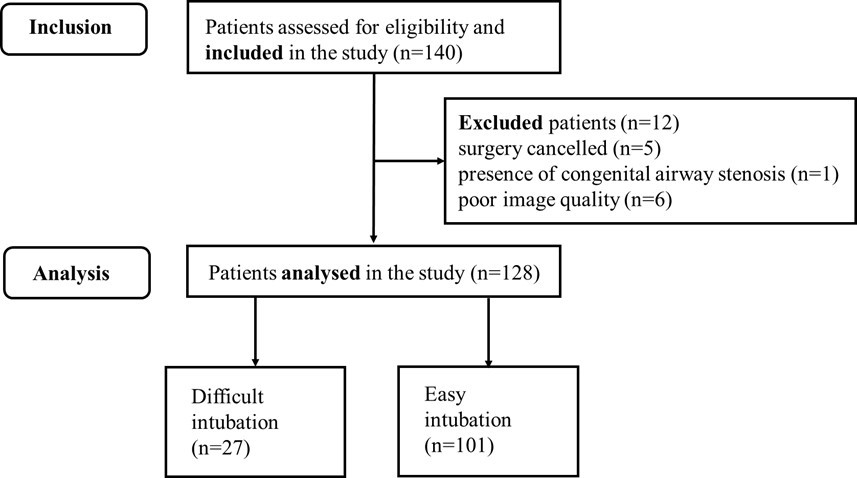 Inclusion
Patients assessed for eligibility and
included in the study (n=140)
Excluded patients (n=12)
surgery cancelled (n=5)
presence of congenital airway stenosis (n=1)
poor image quality (n=6)
Analysis
Patients analysed in the study (n=128)
Difficult
intubation
(n=27)
Easy
intubation
(n=101)